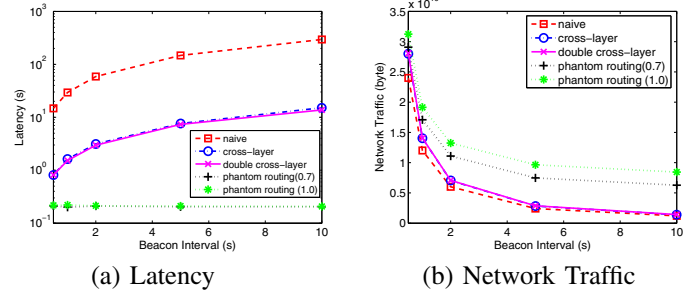 10^3
10^2
10^1
10^0
10^-1
Latency (s)
naive
cross-layer
double cross-layer
phantom routing(0.7)
phantom routing (1.0)
2 4 6 8 10
Beacon Interval (s)
(a) Latency
3.5
3
2.5
2
1.5
1
0.5
0
Network Traffic (byte)
naive
cross-layer
double cross-layer
phantom routing(0.7)
phantom routing (1.0)
2 4 6 8 10
Beacon Interval (s)
(b) Network Traffic